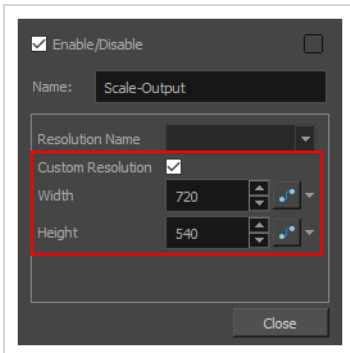 Enable/Disable
Name: Scale-Output
Resolution Name
Custom Resolution
Width 720
Height 540
Close